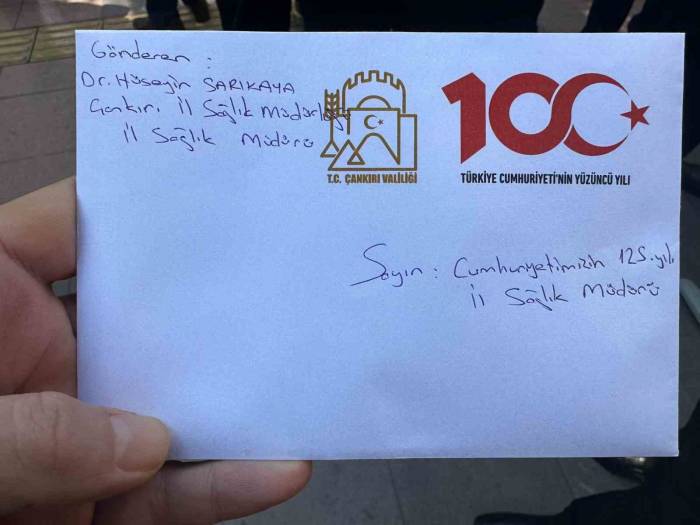 Gönderen :
Dr. Hüseyin SARIKAYA
Çankırı İl Sağlık Müdürlüğü
İl Sağlık Müdürü
T.C. ÇANKIRI VALİLİĞİ
100
TÜRKİYE CUMHURİYETİ'NİN YÜZÜNCÜ YILI
Sayın : Cumhuriyetimizin 125. yılı
İl Sağlık Müdürü